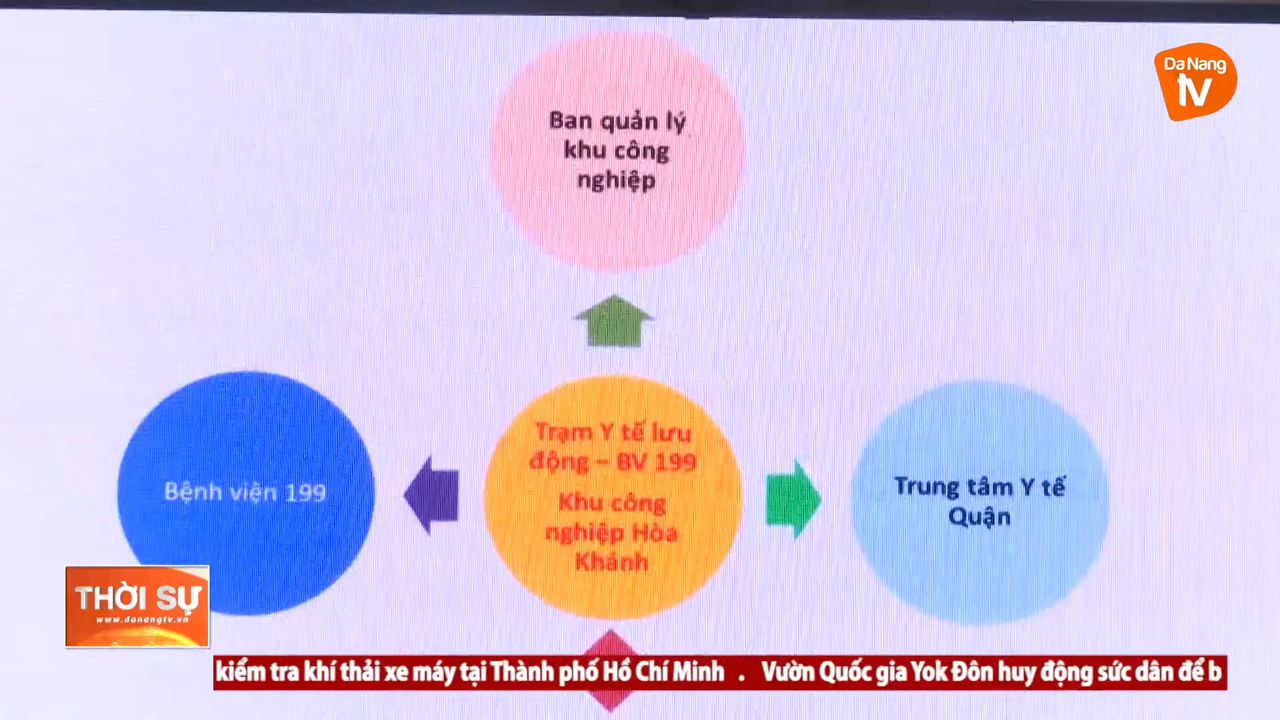 Da Nang
tv
Ban quản lý
khu công
nghiệp
Trạm Y tế lưu
động – BV 199
Khu công
nghiệp Hòa
Khánh
Bệnh viện 199
Trung tâm Y tế
Quận
THỜI SỰ
www.danangtv.vn
kiểm tra khí thải xe máy tại Thành phố Hồ Chí Minh . Vườn Quốc gia Yok Đôn huy động sức dân để b